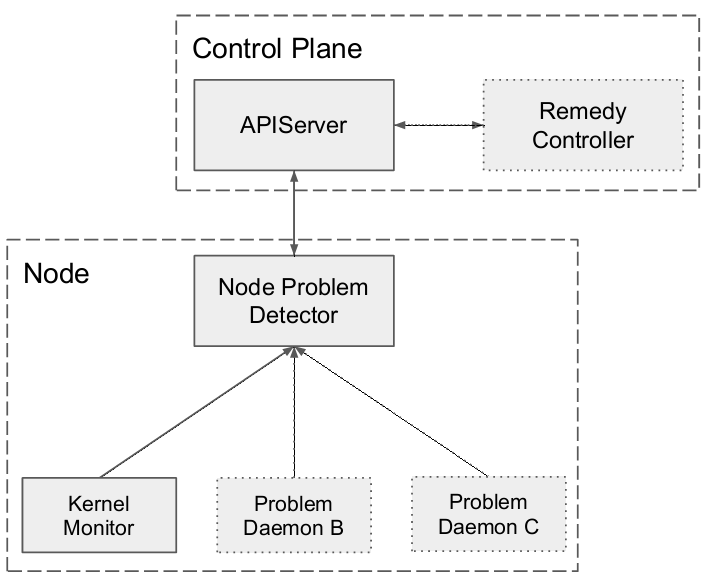 Control Plane
APIServer
Remedy
Controller
Node
Node Problem
Detector
Kernel
Monitor
Problem
Daemon B
Problem
Daemon C